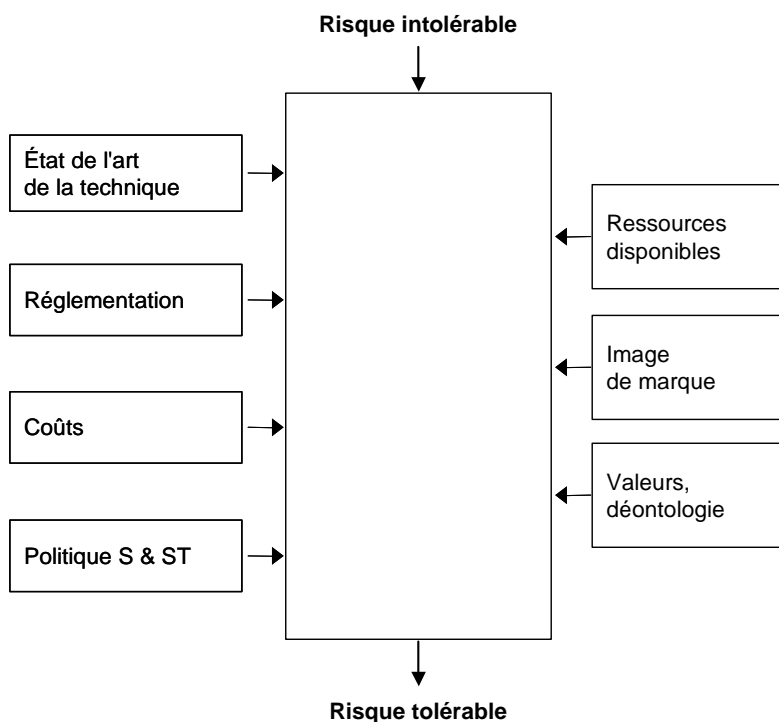 Risque intolérable
État de l'art
de la technique
Réglementation
Coûts
Politique S & ST
Ressources
disponibles
Image
de marque
Valeurs,
déontologie
Risque tolérable